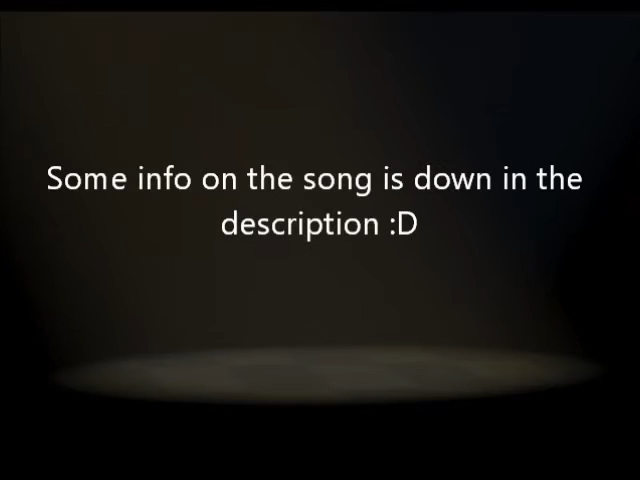 Some info on the song is down in the
description :D